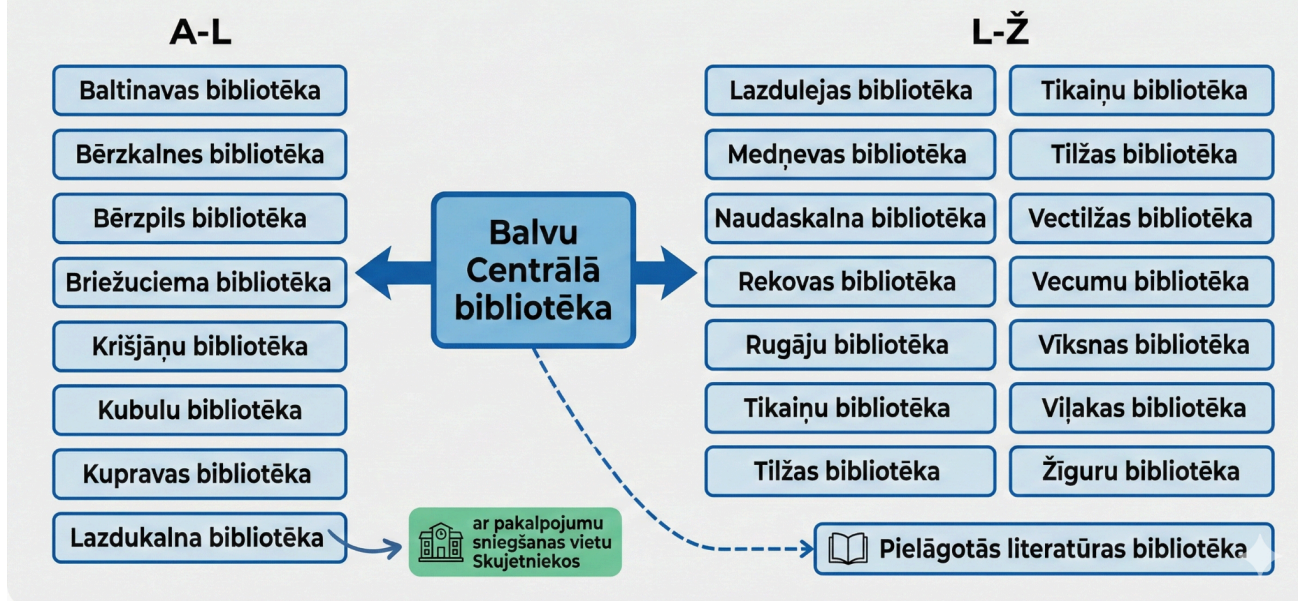 A-L
Baltinavas bibliotēka
Bērzkalnes bibliotēka
Bērzpils bibliotēka
Briežuciema bibliotēka
Krišjāņu bibliotēka
Kubulu bibliotēka
Kupravas bibliotēka
Lazdukalna bibliotēka
ar pakalpojumu
sniegšanas vietu
Skujetniekos
Balvu
Centrālā
bibliotēka
L-Ž
Lazdulejas bibliotēka
Medņevas bibliotēka
Naudaskalna bibliotēka
Rekovas bibliotēka
Rugāju bibliotēka
Tikaiņu bibliotēka
Tilžas bibliotēka
Tikaiņu bibliotēka
Tilžas bibliotēka
Vectilžas bibliotēka
Vecumu bibliotēka
Vīksnas bibliotēka
Viļakas bibliotēka
Žīguru bibliotēka
Pielāgotās literatūras bibliotēka